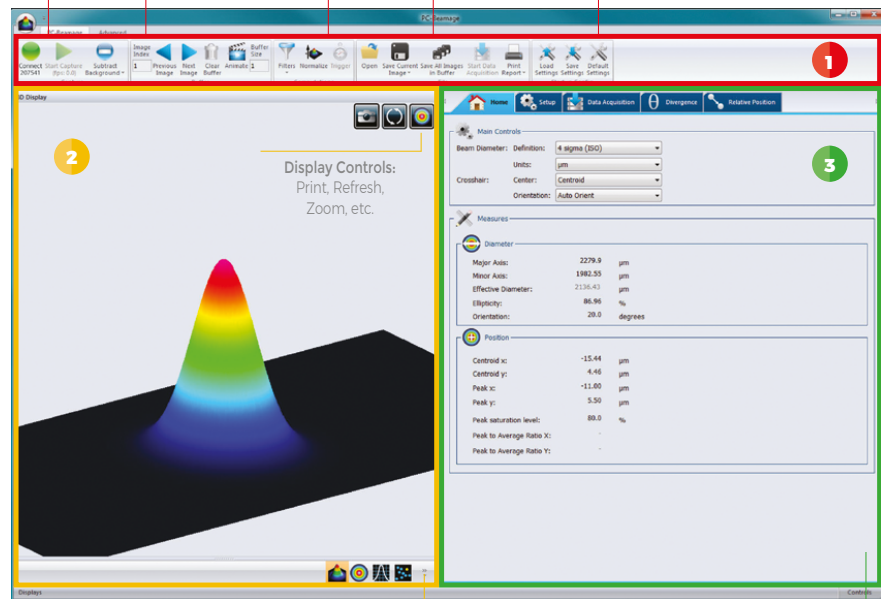 PC-Beamage
PC-Beamage Advanced
Connect 207541
Start Capture (fps: 0.0)
Subtract Background
Image Index
1
Previous Image
Next Image
Clear Buffer
Animate
Buffer Size
1
Filters
Normalize
Trigger
Open
Save Current Image
Save All Images in Buffer
Start Data Acquisition
Print Report
Load Settings
Save Settings
Default Settings
1
3D Display
2
Display Controls:
Print, Refresh,
Zoom, etc.
Home Setup Data Acquisition Divergence Relative Position
3
Main Controls
Beam Diameter: Definition: 4 sigma (ISO)
Units: µm
Crosshair: Center: Centroid
Orientation: Auto Orient
Measures
Diameter
Major Axis: 2279.9 µm
Minor Axis: 1982.55 µm
Effective Diameter: 2136.43 µm
Ellipticity: 86.96 %
Orientation: 28.0 degrees
Position
Centroid x: -15.44 µm
Centroid y: 4.46 µm
Peak x: -11.00 µm
Peak y: 5.50 µm
Peak saturation level: 80.0 %
Peak to Average Ratio X: -
Peak to Average Ratio Y: -
Displays
Controls